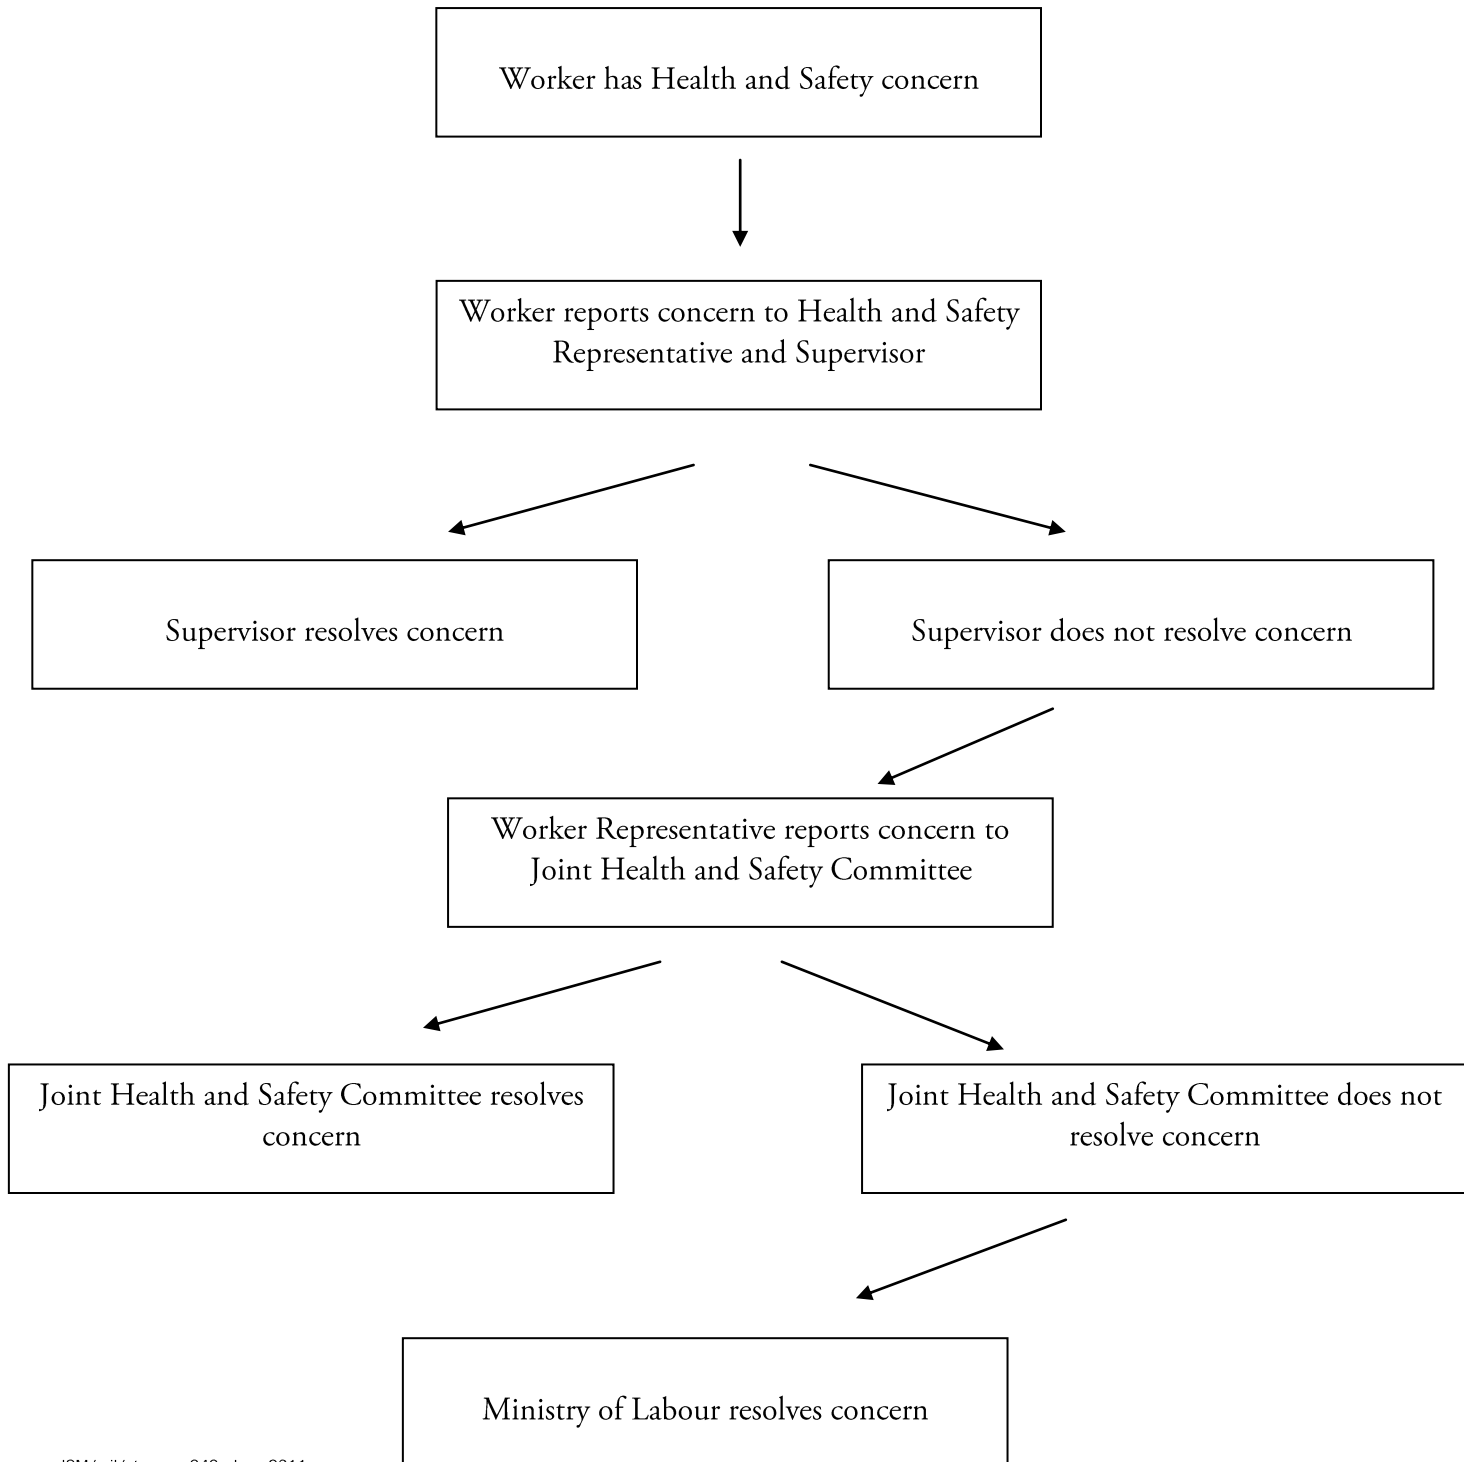 Worker has Health and Safety concern
Worker reports concern to Health and Safety
Representative and Supervisor
Supervisor resolves concern
Supervisor does not resolve concern
Worker Representative reports concern to
Joint Health and Safety Committee
Joint Health and Safety Committee resolves
concern
Joint Health and Safety Committee does not
resolve concern
Ministry of Labour resolves concern